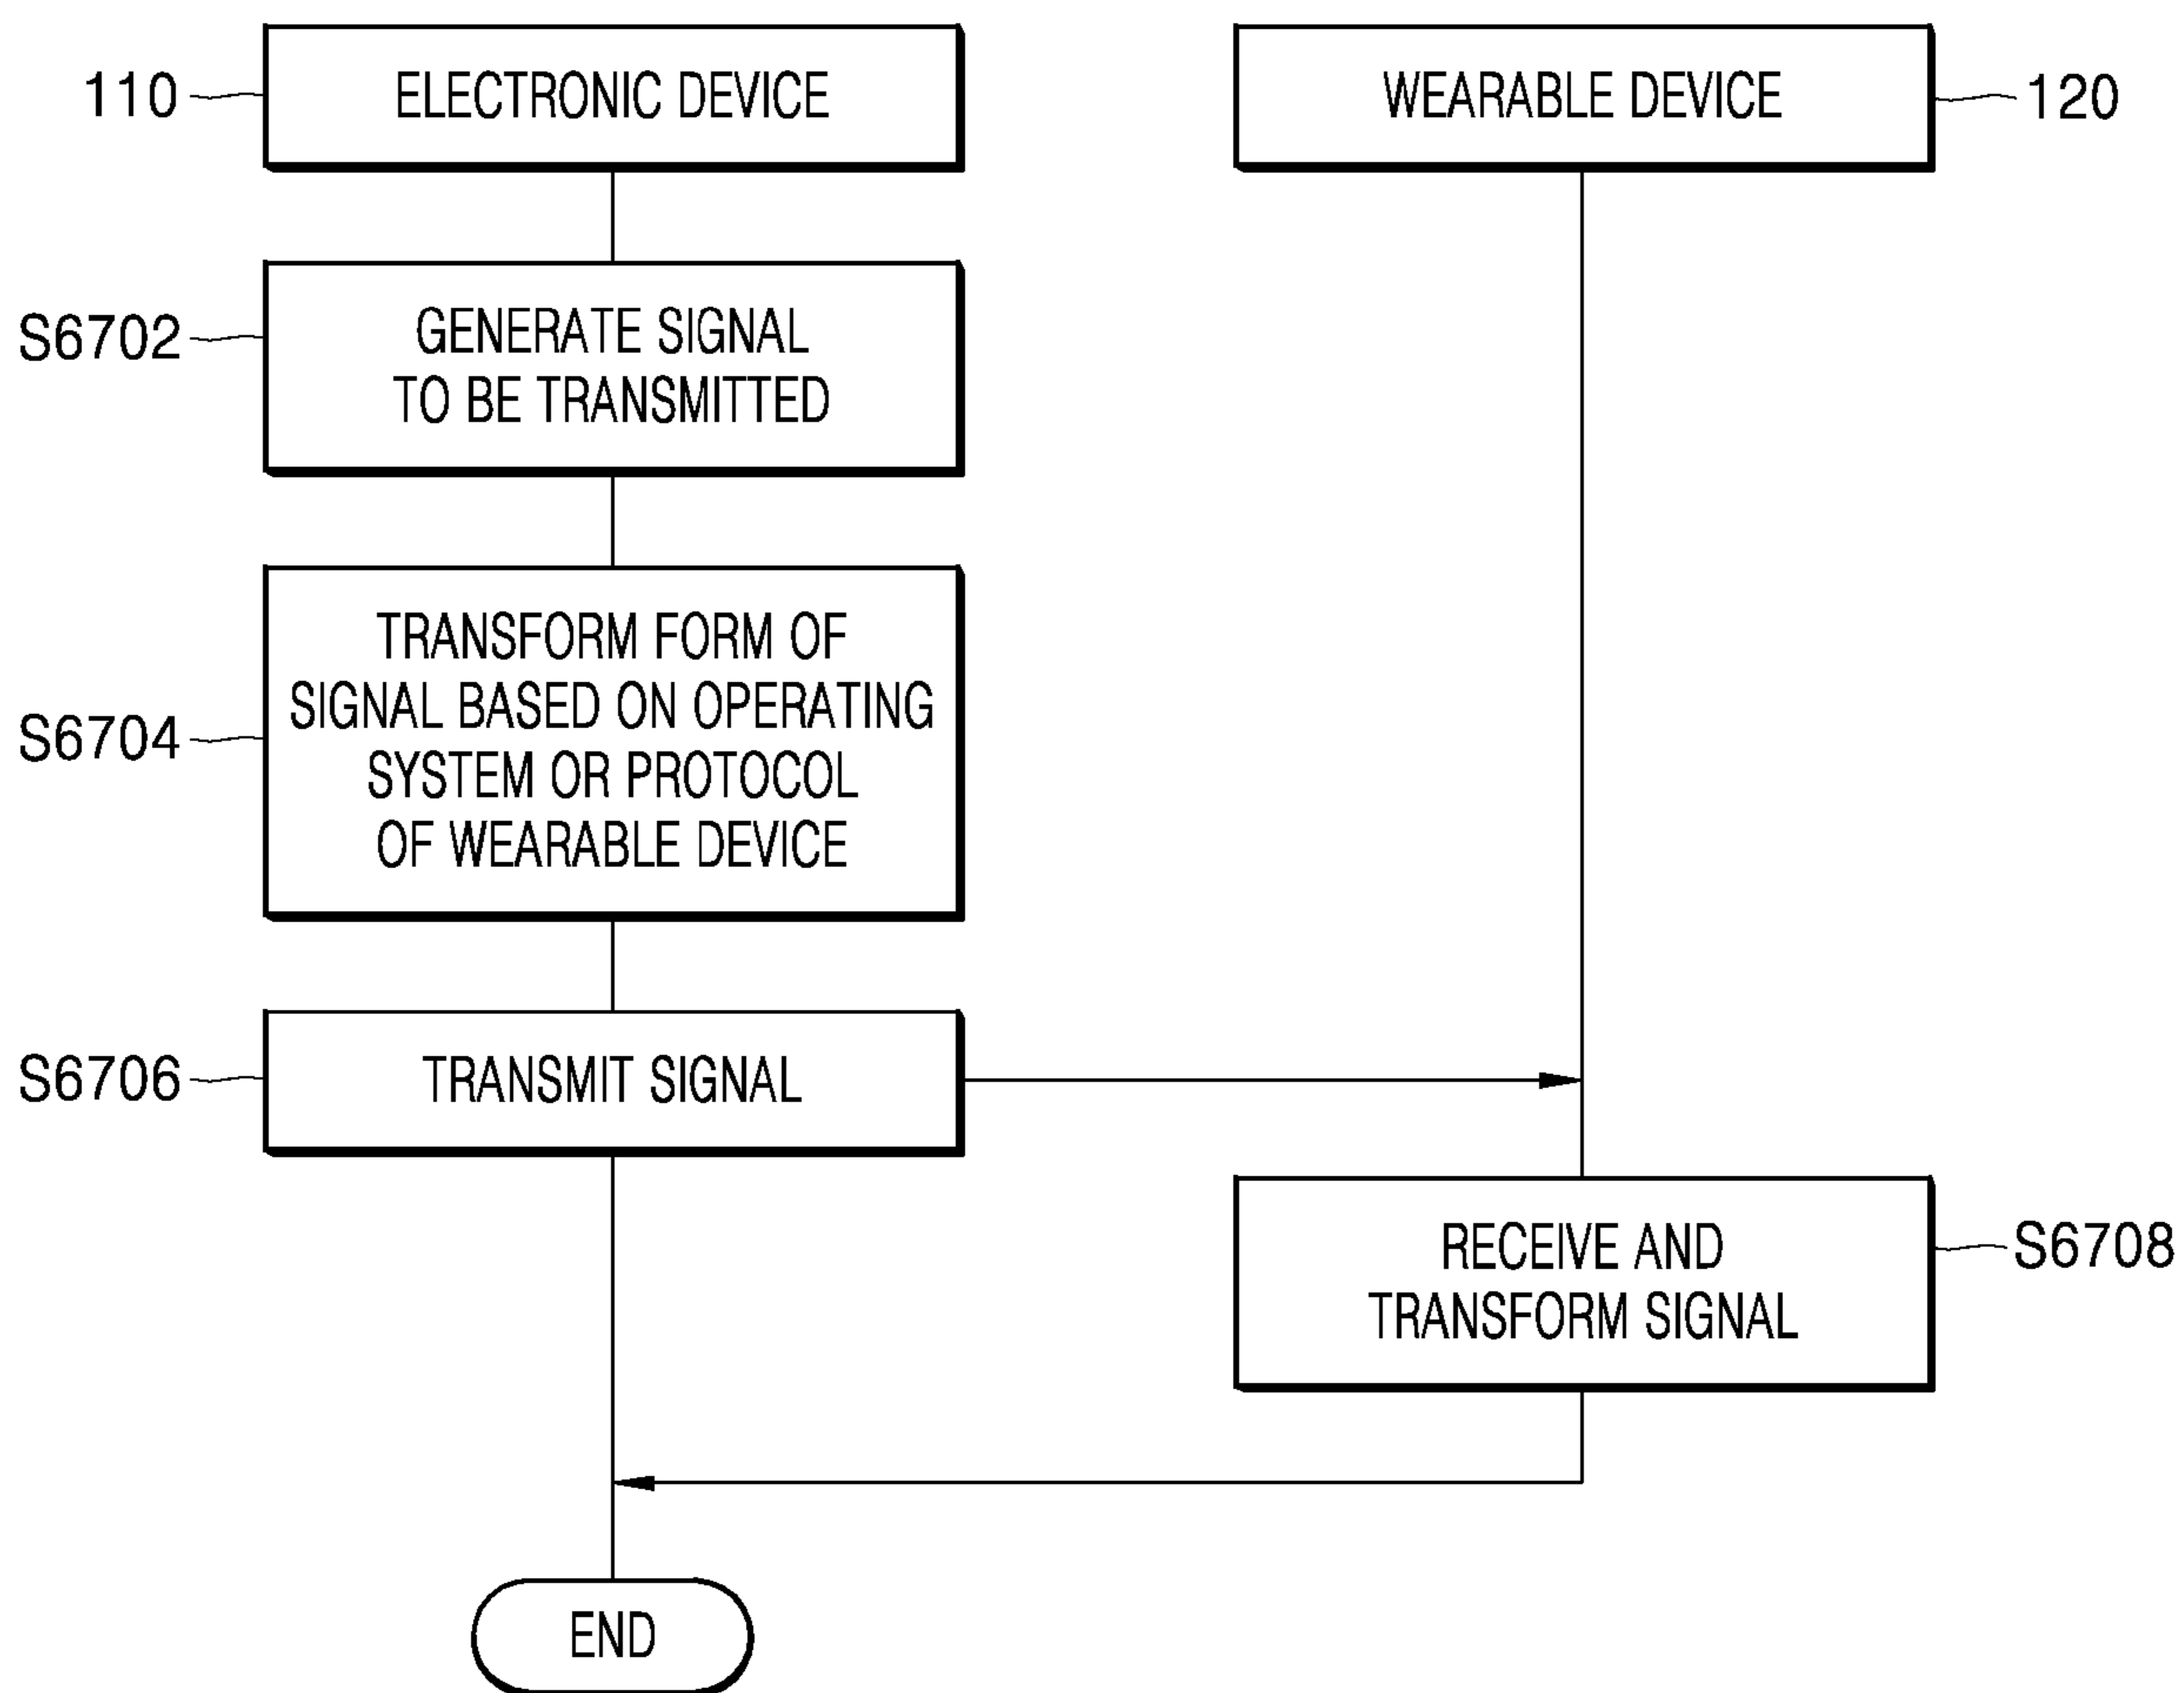 110
ELECTRONIC DEVICE
WEARABLE DEVICE
120
S6702
GENERATE SIGNAL
TO BE TRANSMITTED
S6704
TRANSFORM FORM OF
SIGNAL BASED ON OPERATING
SYSTEM OR PROTOCOL
OF WEARABLE DEVICE
S6706
TRANSMIT SIGNAL
RECEIVE AND
TRANSFORM SIGNAL
S6708
END